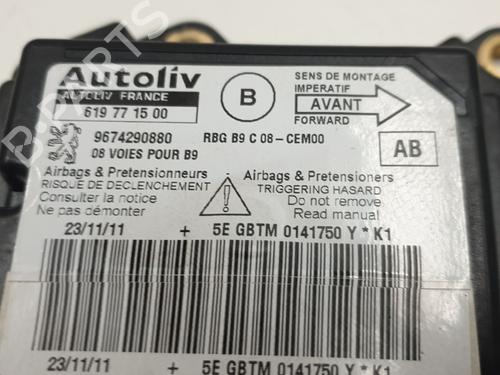 Autoliv
AUTOLIV FRANCE
619 77 15 00
B
SENS DE MONTAGE
IMPERATIF
AVANT
FORWARD
9674290880
RBG B9 C 08-CEM00
08 VOIES POUR B9
AB
Airbags & Pretensionneurs
RISQUE DE DECLENCHEMENT
Consulter la notice
Ne pas démonter
Airbags & Pretensioners
TRIGGERING HASARD
Do not remove
Read manual
23/11/11 + 5E GBTM 0141750 Y * K1
23/11/11 + 5E GBTM 0141750 Y * K1